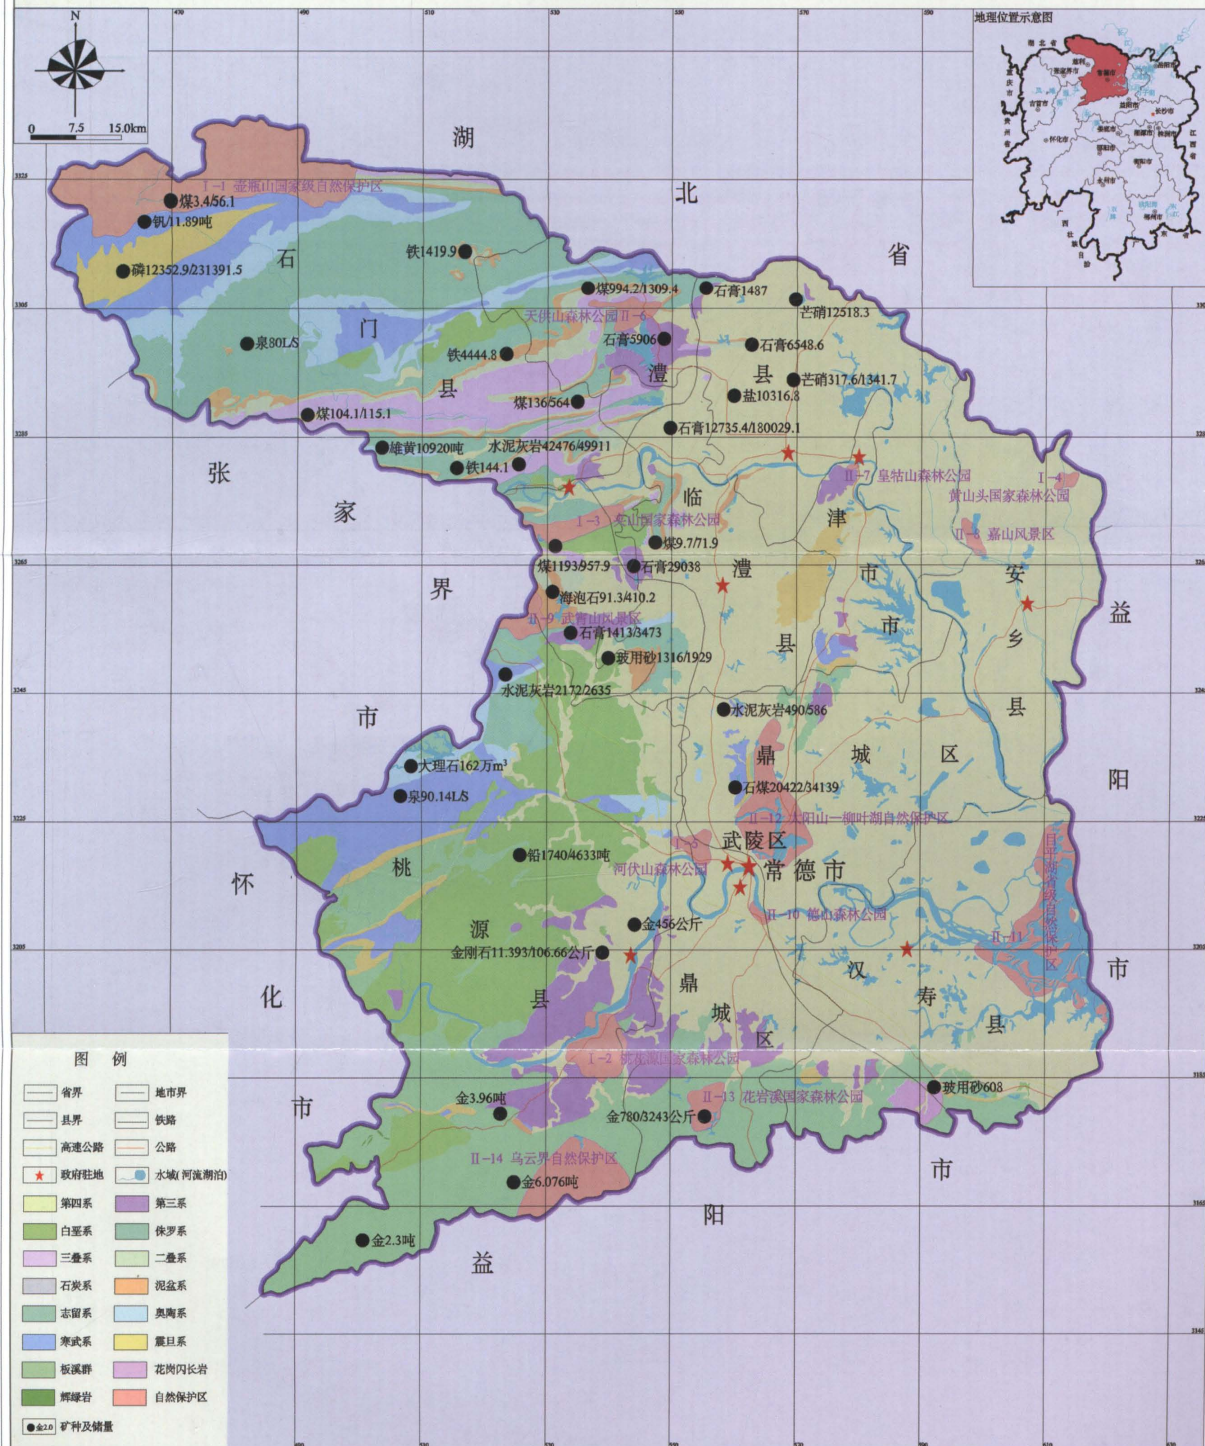 470
510
530
550
570
590
地理位置示意图
N
0 7.5 15.0km
湖
北
省
Ⅰ-1 壶瓶山国家级自然保护区
煤3.4/56.1
钒/11.89吨
磷12352.9/231391.5
石
门
县
铁1419.9
煤994.2/1309.4
石膏1487
芒硝12518.3
天供山森林公园Ⅱ-6
泉80L/S
石膏5906
石膏6548.6
铁4444.8
澧
县
芒硝317.6/1341.7
盐10316.8
煤136/564
煤104.1/115.1
石膏12735.4/180029.1
雄黄10920吨
水泥灰岩42476/49911
铁144.1
张
家
界
市
Ⅱ-7 皇姑山森林公园
Ⅰ-4
黄山头国家森林公园
临
澧
县
津
市
市
Ⅱ-8 嘉山风景区
煤9.7/71.9
煤1193/957.9
石膏29038
海泡石91.3/410.2
石膏1413/3473
玻用砂1316/1929
水泥灰岩2172/2635
安
乡
县
益
阳
市
水泥灰岩490/586
鼎
城
区
大理石162万m³
泉90.14L/S
石煤20422/34139
Ⅱ-12 太阳山—柳叶湖自然保护区
武陵区
Ⅰ-5
河伏山森林公园
常德市
怀
化
市
桃
源
县
铅1740/4633吨
金456公斤
金刚石11.393/106.66公斤
Ⅱ-11
目平湖省级自然保护区
鼎
城
区
汉
寿
县
Ⅰ-2 桃花源国家森林公园
Ⅱ-13 花岩溪国家森林公园
玻用砂608
金3.96吨
金780/3243公斤
Ⅱ-14 乌云界自然保护区
金6.076吨
金2.3吨
益
阳
市
图 例
省界 地市界
县界 铁路
高速公路 公路
政府驻地 水域(河流湖泊)
第四系 第三系
白垩系 侏罗系
三叠系 二叠系
石炭系 泥盆系
志留系 奥陶系
寒武系 震旦系
板溪群 花岗闪长岩
辉绿岩 自然保护区
金2.0 矿种及储量